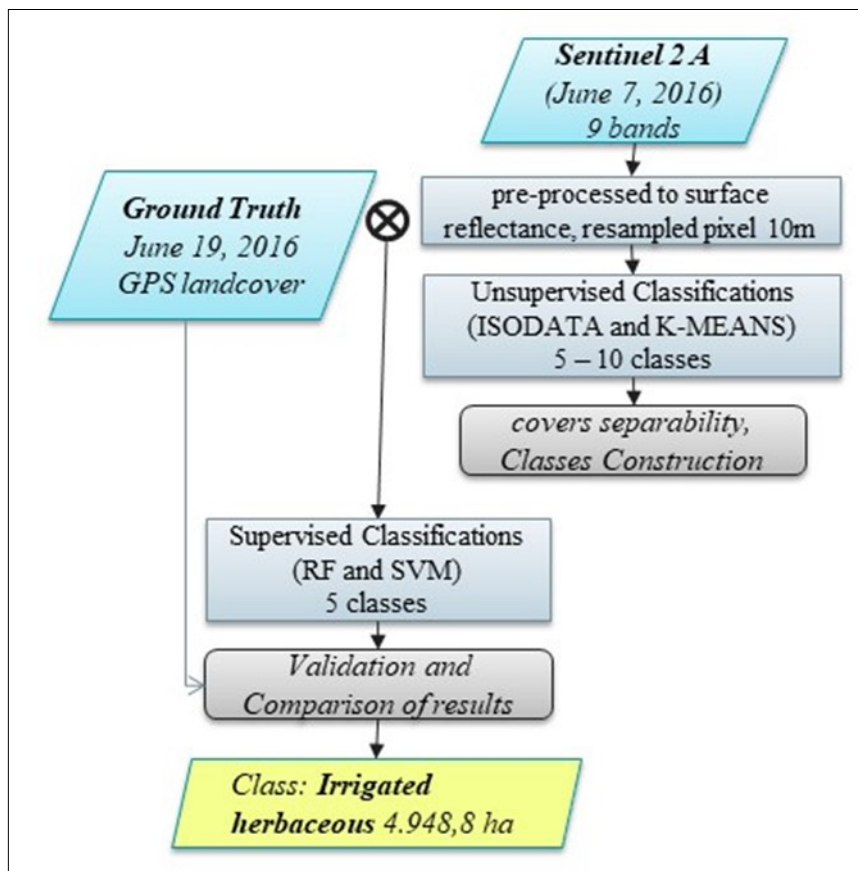 Sentinel 2 A
(June 7, 2016)
9 bands
Ground Truth
June 19, 2016
GPS landcover
pre-processed to surface
reflectance, resampled pixel 10m
Unsupervised Classifications
(ISODATA and K-MEANS)
5 – 10 classes
covers separability,
Classes Construction
Supervised Classifications
(RF and SVM)
5 classes
Validation and
Comparison of results
Class: Irrigated
herbaceous 4.948,8 ha